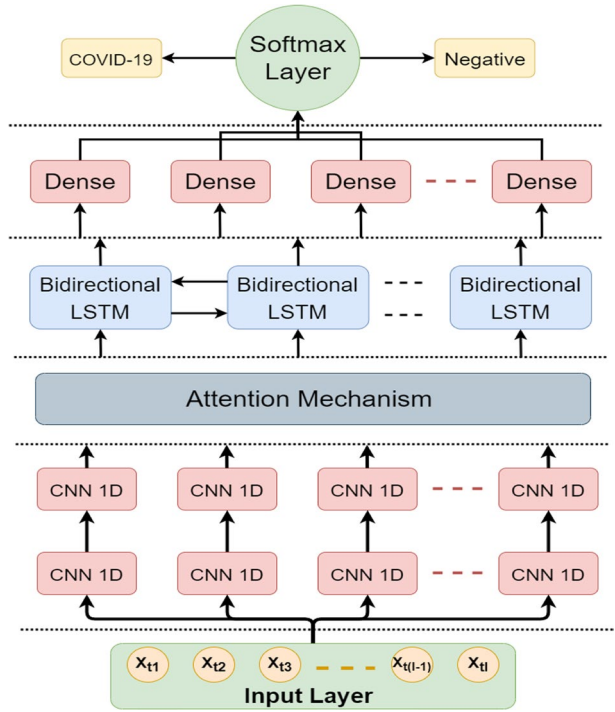 Softmax
Layer
COVID-19
Negative
Dense Dense Dense Dense
Bidirectional
LSTM
Bidirectional
LSTM
Bidirectional
LSTM
Attention Mechanism
CNN 1D CNN 1D CNN 1D CNN 1D
CNN 1D CNN 1D CNN 1D CNN 1D
Xt1 Xt2 Xt3 Xt(l-1) Xtl
Input Layer